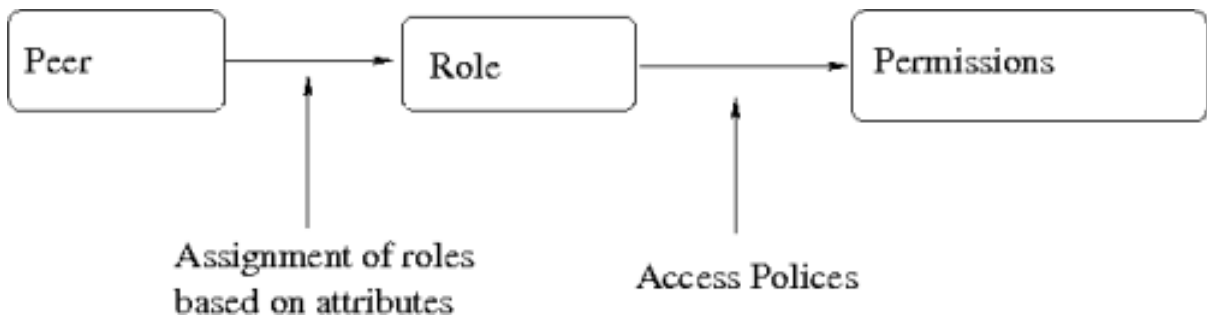 Peer
Role
Permissions
Assignment of roles
based on attributes
Access Polices